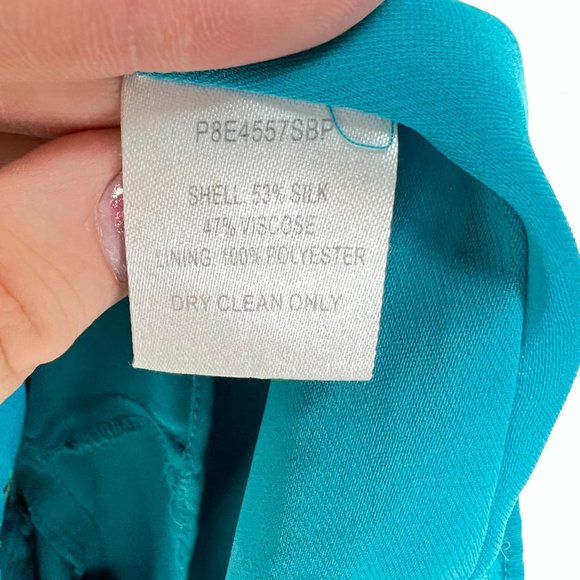 P8E4557SBP
SHELL: 53% SILK
47% VISCOSE
LINING: 100% POLYESTER
DRY CLEAN ONLY